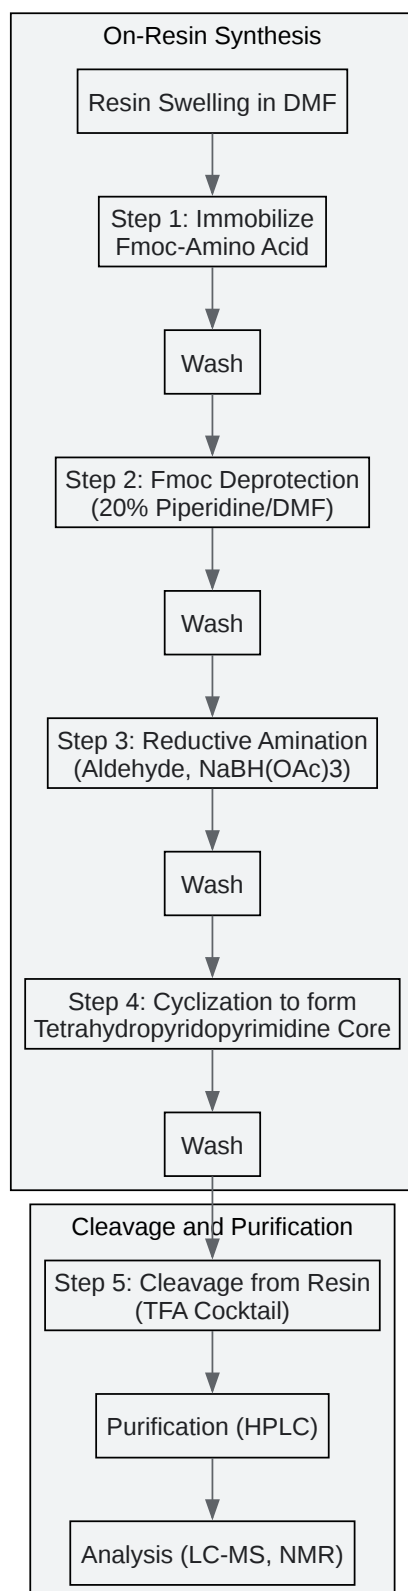 On-Resin Synthesis
Resin Swelling in DMF
Step 1: Immobilize
Fmoc-Amino Acid
Wash
Step 2: Fmoc Deprotection
(20% Piperidine/DMF)
Wash
Step 3: Reductive Amination
(Aldehyde, NaBH(OAc)3)
Wash
Step 4: Cyclization to form
Tetrahydropyridopyrimidine Core
Wash
Cleavage and Purification
Step 5: Cleavage from Resin
(TFA Cocktail)
Purification (HPLC)
Analysis (LC-MS, NMR)